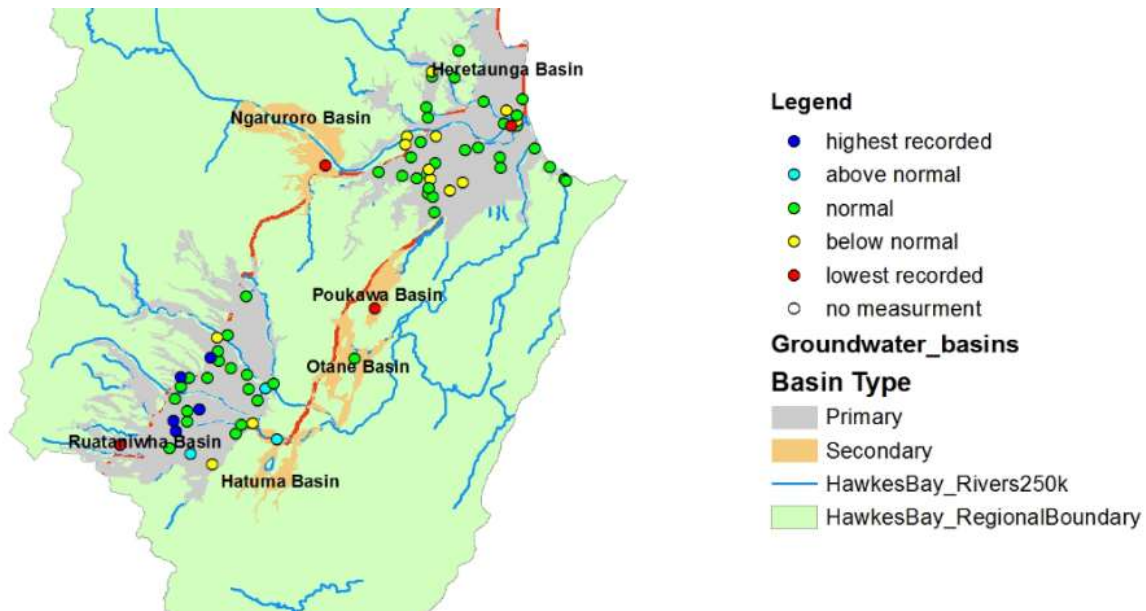 Heretaunga Basin
Ngaruroro Basin
Poukawa Basin
Otane Basin
Ruataniwha Basin
Hatuma Basin
Legend
highest recorded
above normal
normal
below normal
lowest recorded
no measurment
Groundwater_basins
Basin Type
Primary
Secondary
HawkesBay_Rivers250k
HawkesBay_RegionalBoundary